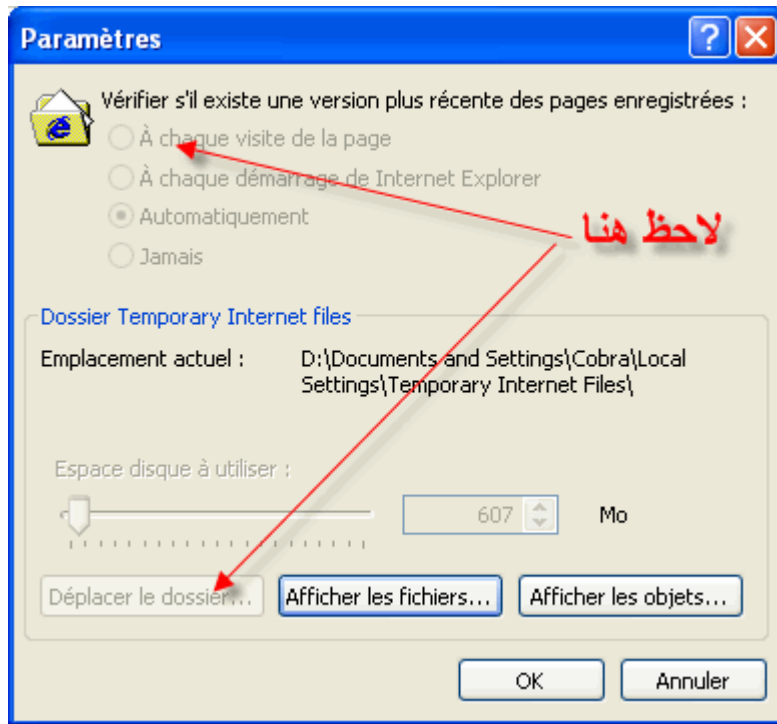 Paramètres
Vérifier s'il existe une version plus récente des pages enregistrées :
À chaque visite de la page
À chaque démarrage de Internet Explorer
Automatiquement
Jamais
لاحظ هنا
Dossier Temporary Internet files
Emplacement actuel : D:\Documents and Settings\Cobra\Local
Settings\Temporary Internet Files\
Espace disque à utiliser :
607 Mo
Déplacer le dossier... Afficher les fichiers... Afficher les objets...
OK Annuler